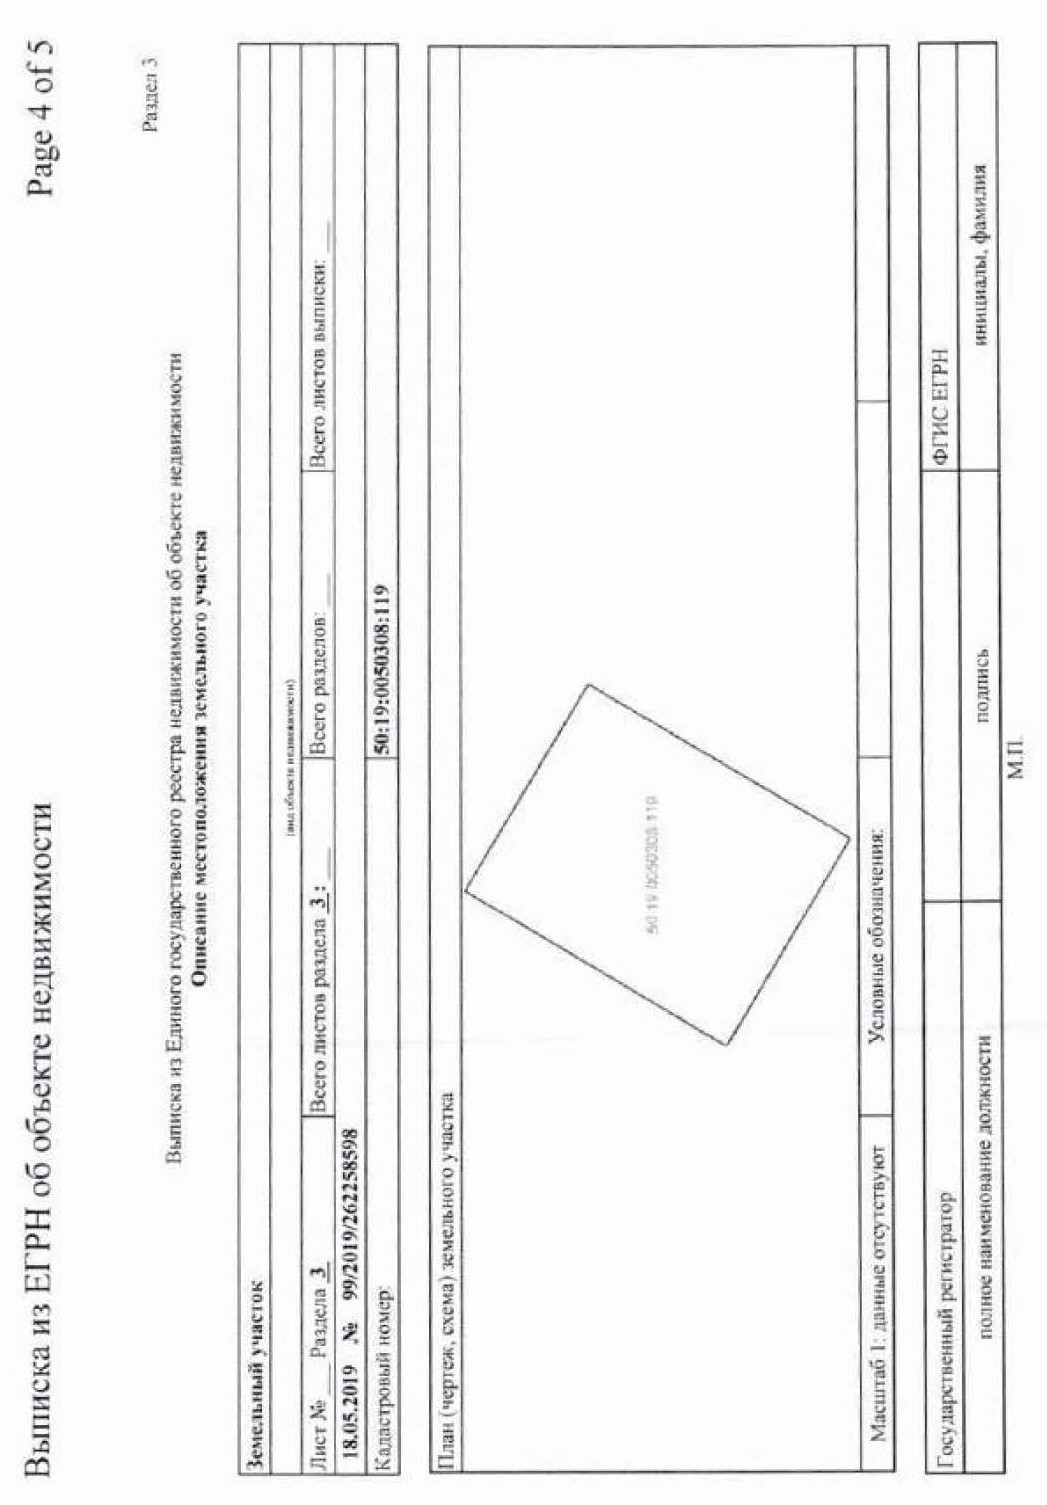 Выписка из ЕГРН об объекте недвижимости Page 4 of 5
Раздел 3
Выписка из Единого государственного реестра недвижимости об объекте недвижимости
Описание местоположения земельного участка
Земельный участок
(вид объекта недвижимости)
Лист № ___ Раздела 3 Всего листов раздела 3 : ___ Всего разделов: ___ Всего листов выписки: ___
18.05.2019 № 99/2019/262258598
Кадастровый номер: 50:19:0050308:119
План (чертеж, схема) земельного участка
50:19:0050308:119
Масштаб 1: данные отсутствуют Условные обозначения:
Государственный регистратор ФГИС ЕГРН
полное наименование должности подпись инициалы, фамилия
М.П.